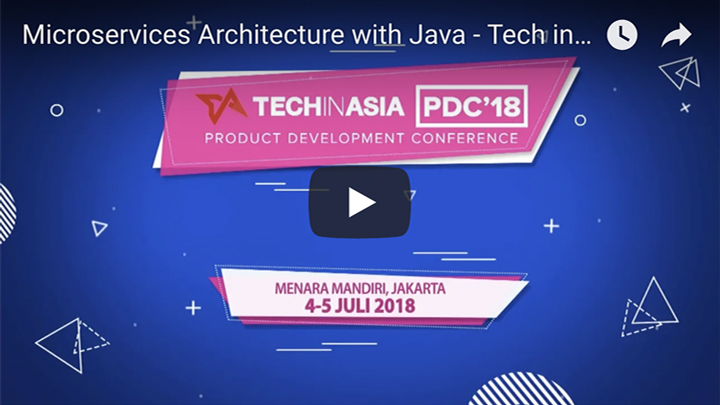 Microservices Architecture with Java - Tech in...
TECHINASIA PDC'18
PRODUCT DEVELOPMENT CONFERENCE
MENARA MANDIRI, JAKARTA
4-5 JULI 2018